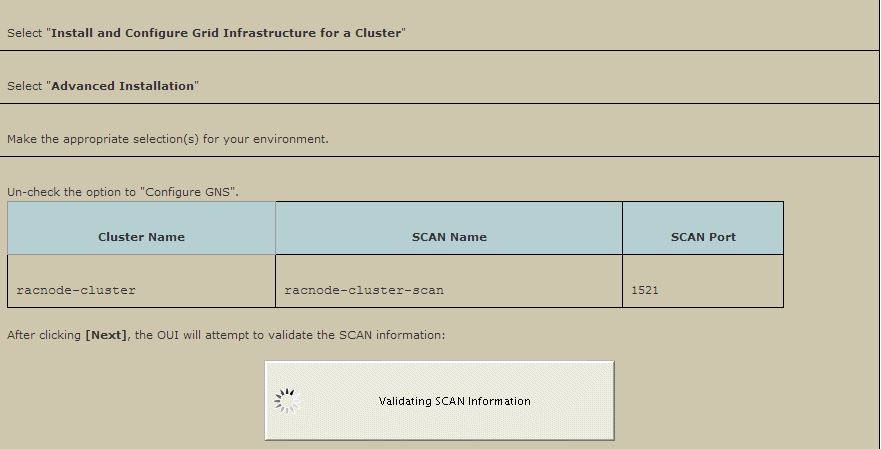 Select "Install and Configure Grid Infrastructure for a Cluster"
Select "Advanced Installation"
Make the appropriate selection(s) for your environment.
Un-check the option to "Configure GNS".
Cluster Name SCAN Name SCAN Port
racnode-cluster racnode-cluster-scan 1521
After clicking [Next], the OUI will attempt to validate the SCAN information:
Validating SCAN Information